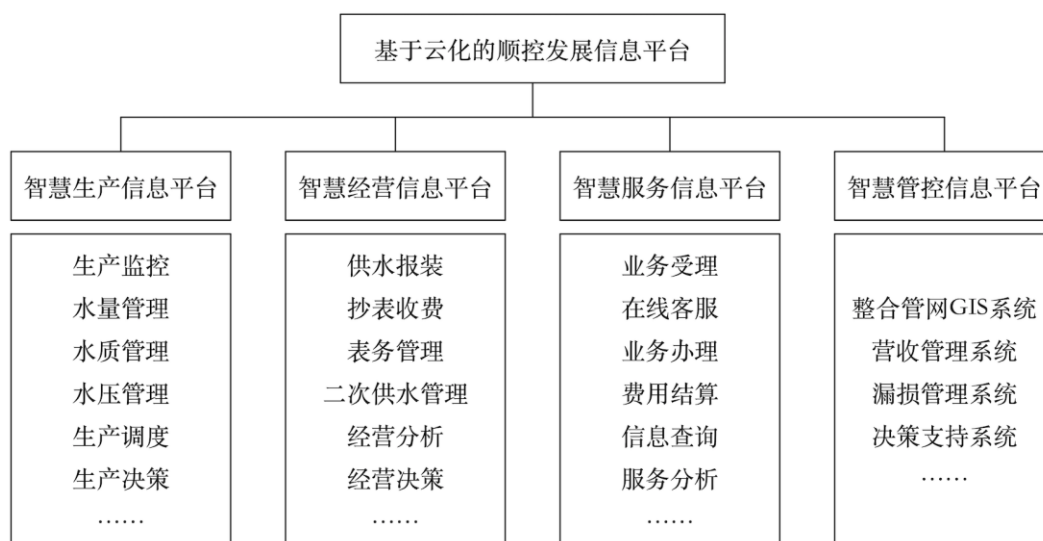 基于云化的顺控发展信息平台
智慧生产信息平台
生产监控
水量管理
水质管理
水压管理
生产调度
生产决策
……
智慧经营信息平台
供水报装
抄表收费
表务管理
二次供水管理
经营分析
经营决策
……
智慧服务信息平台
业务受理
在线客服
业务办理
费用结算
信息查询
服务分析
……
智慧管控信息平台
整合管网GIS系统
营收管理系统
漏损管理系统
决策支持系统
……